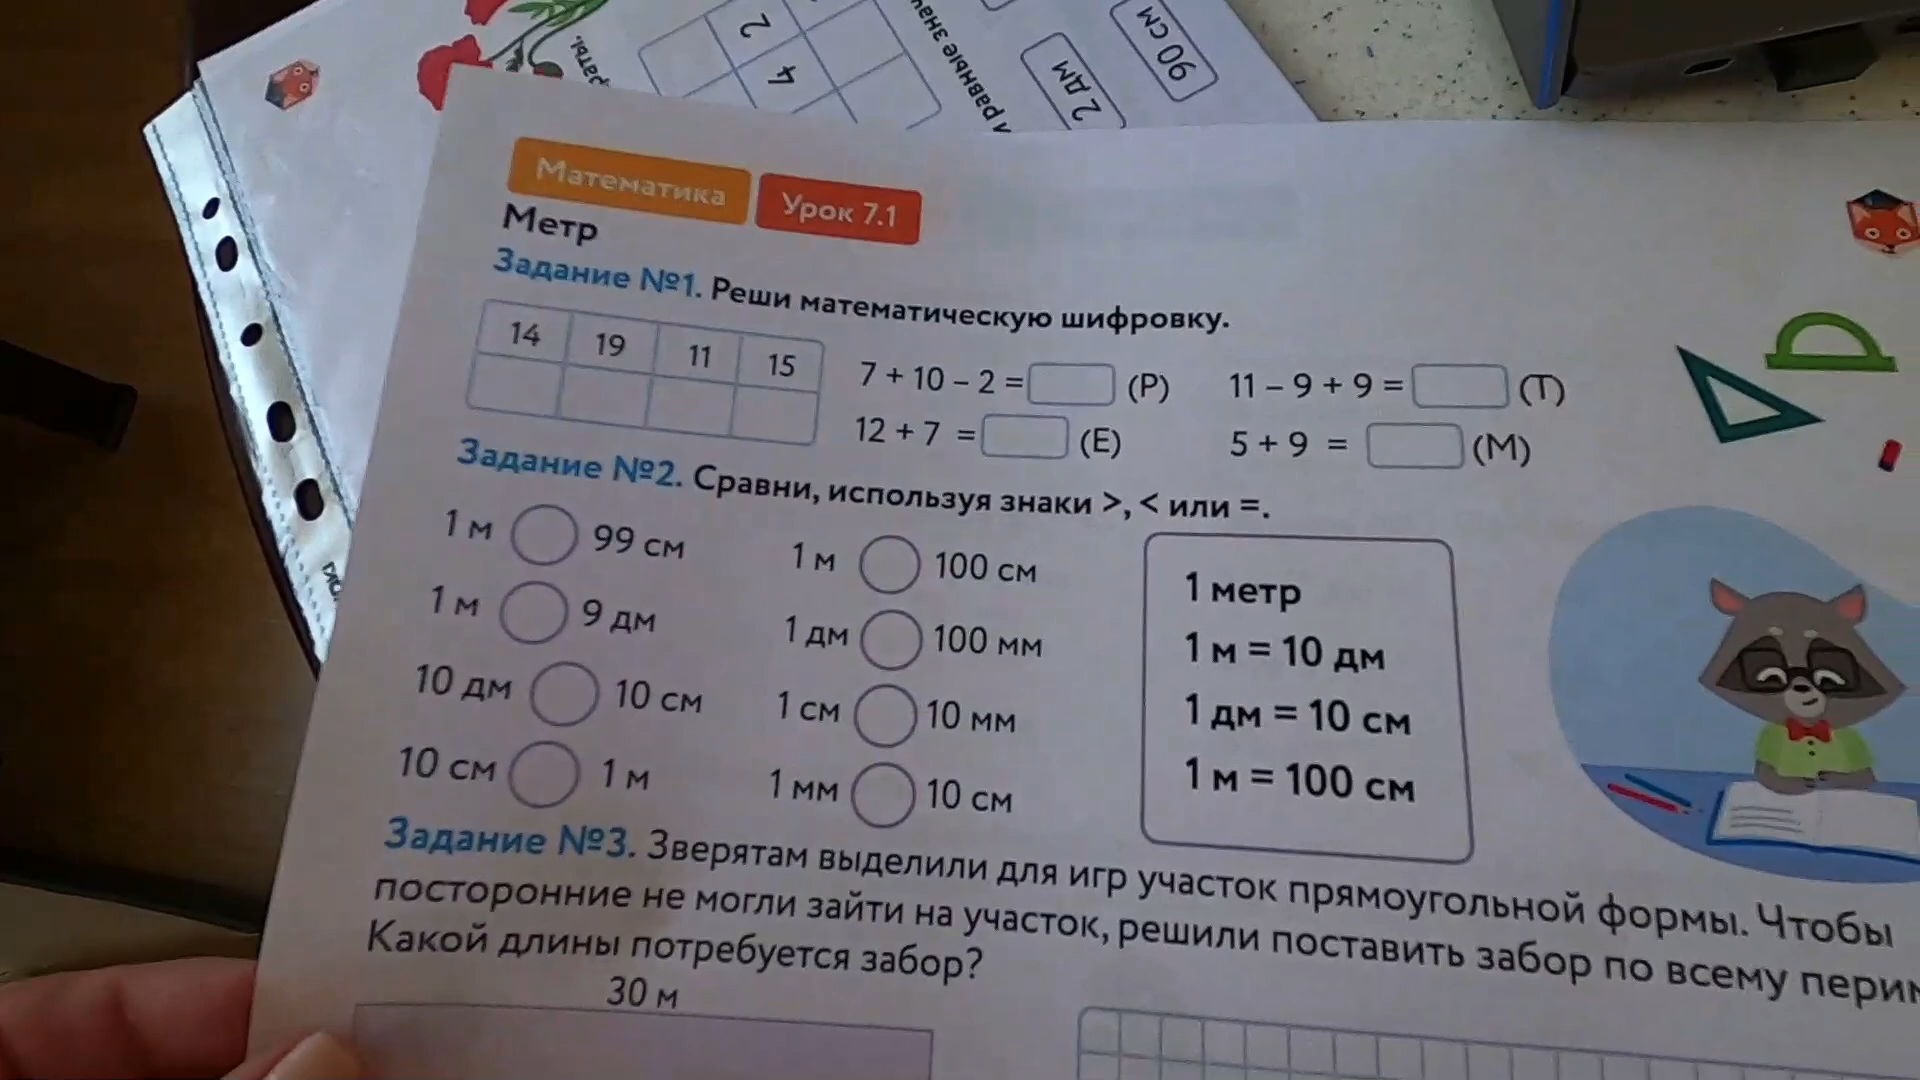 2
4
раты.
и равные знач
2 дм
90 см
Математика
Урок 7.1
Метр
Задание №1. Реши математическую шифровку.
14 19 11 15
7 + 10 – 2 = (Р) 11 – 9 + 9 = (Т)
12 + 7 = (Е) 5 + 9 = (М)
Задание №2. Сравни, используя знаки >, < или =.
1 м 99 см 1 м 100 см
1 м 9 дм 1 дм 100 мм
10 дм 10 см 1 см 10 мм
10 см 1 м 1 мм 10 см
1 метр
1 м = 10 дм
1 дм = 10 см
1 м = 100 см
Задание №3. Зверятам выделили для игр участок прямоугольной формы. Чтобы
посторонние не могли зайти на участок, решили поставить забор по всему перим
Какой длины потребуется забор?
30 м